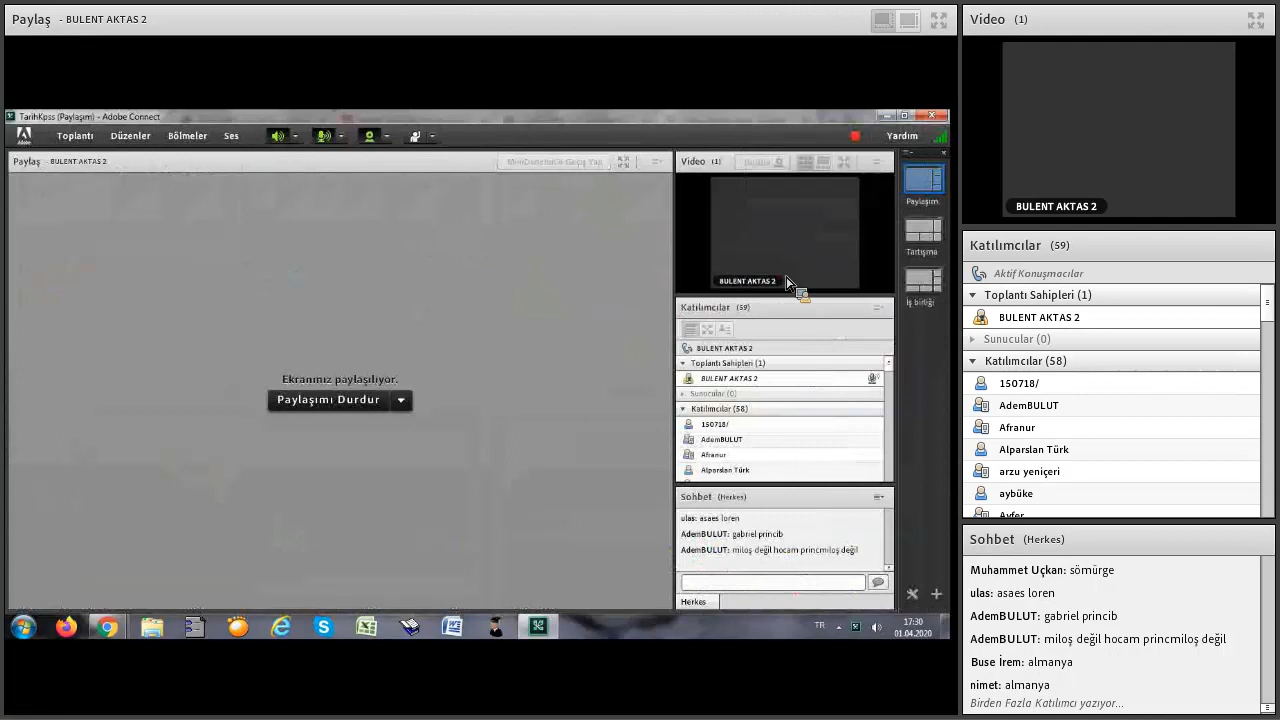 Paylaş - BULENT AKTAS 2
TarihKpss (Paylaşım) - Adobe Connect
Adobe
Toplantı Düzenler Bölmeler Ses
Yardım
Paylaş - BULENT AKTAS 2
Ekranınız paylaşılıyor.
Paylaşımı Durdur
Video (1)
BULENT AKTAS 2
Katılımcılar (59)
BULENT AKTAS 2
Toplantı Sahipleri (1)
BULENT AKTAS 2
Sunucular (0)
Katılımcılar (58)
150718/
AdemBULUT
Afranur
Alparslan Türk
Sohbet (Herkes)
ulas: asaes loren
AdemBULUT: gabriel princib
AdemBULUT: miloş değil hocam princmiloş değil
Herkes
Paylaşım
Tartışma
İş birliği
TR
17:30
01.04.2020
Video (1)
BULENT AKTAS 2
Katılımcılar (59)
Aktif Konuşmacılar
Toplantı Sahipleri (1)
BULENT AKTAS 2
Sunucular (0)
Katılımcılar (58)
150718/
AdemBULUT
Afranur
Alparslan Türk
arzu yeniçeri
aybüke
Ayfer
Sohbet (Herkes)
Muhammet Uçkan: sömürge
ulas: asaes loren
AdemBULUT: gabriel princib
AdemBULUT: miloş değil hocam princmiloş değil
Buse İrem: almanya
nimet: almanya
Birden Fazla Katılımcı yazıyor...